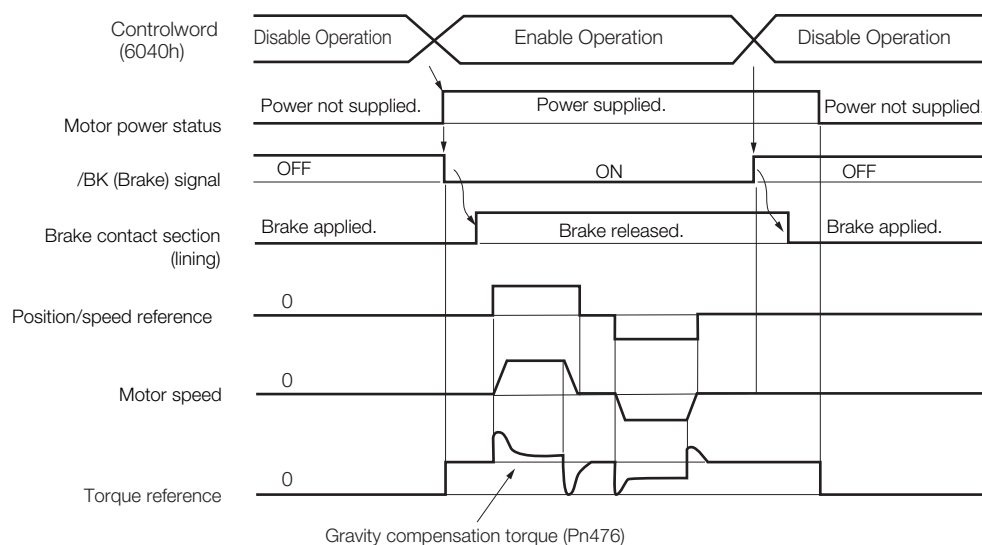 Controlword
(6040h)
Disable Operation
Enable Operation
Disable Operation
Motor power status
Power not supplied.
Power supplied.
Power not supplied.
/BK (Brake) signal
OFF
ON
OFF
Brake contact section
(lining)
Brake applied.
Brake released.
Brake applied.
Position/speed reference
0
Motor speed
0
Torque reference
0
Gravity compensation torque (Pn476)